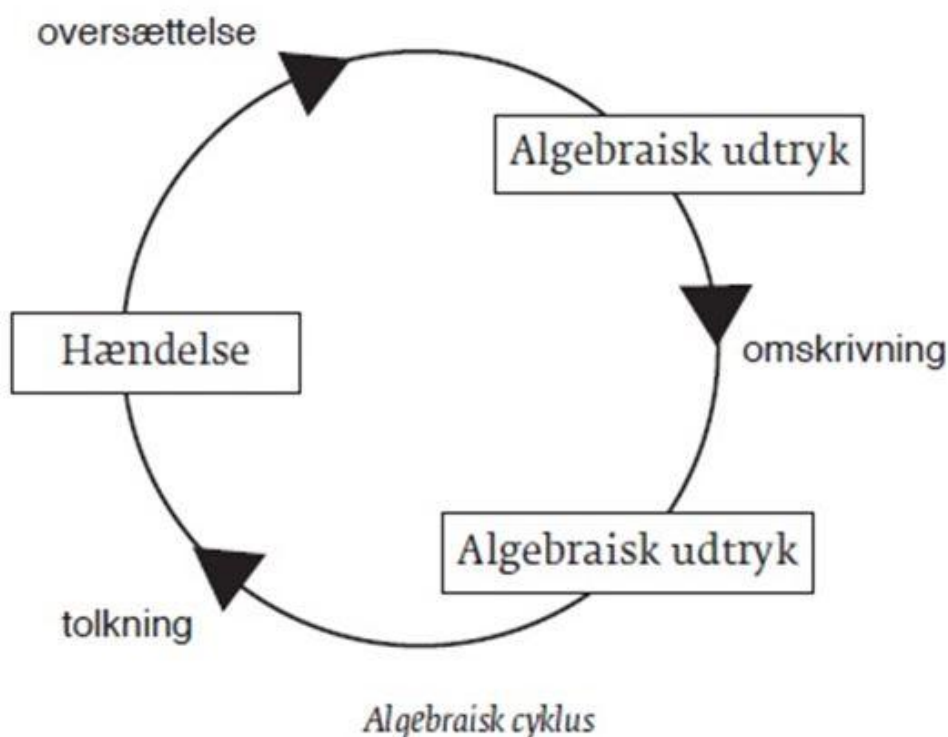 oversættelse
Algebraisk udtryk
Hændelse
omskrivning
Algebraisk udtryk
tolkning
Algebraisk cyklus